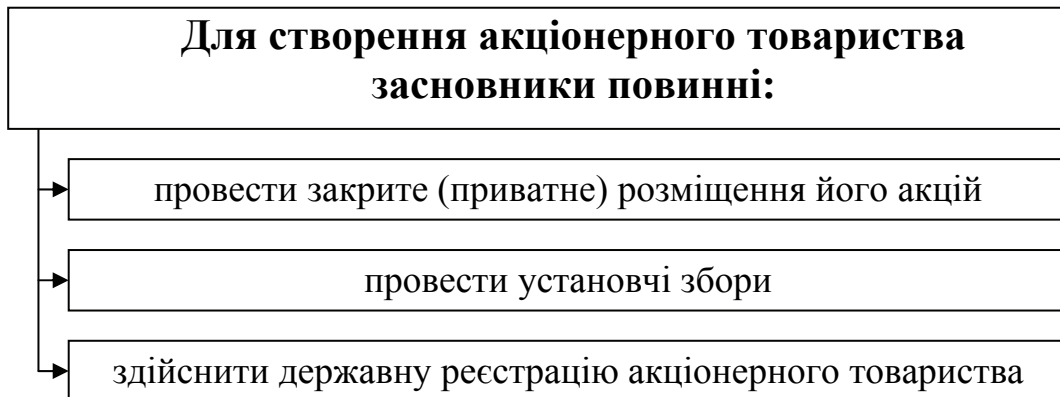 Для створення акціонерного товариства
засновники повинні:
провести закрите (приватне) розміщення його акцій
провести установчі збори
здійснити державну реєстрацію акціонерного товариства